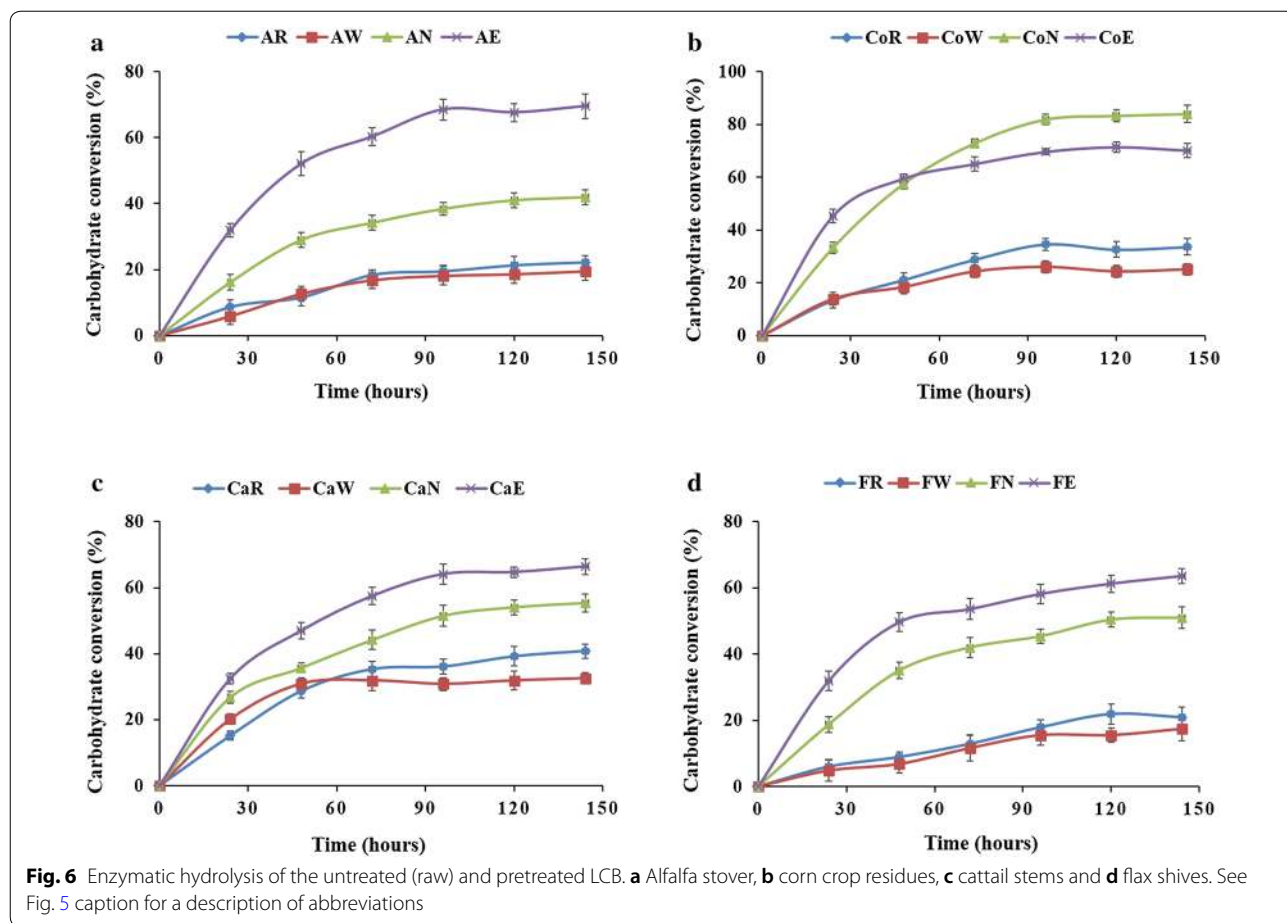 a
AR AW AN AE
Carbohydrate conversion (%)
80
60
40
20
0
0 30 60 90 120 150
Time (hours)
b
CoR CoW CoN CoE
Carbohydrate conversion (%)
100
80
60
40
20
0
0 30 60 90 120 150
Time (hours)
c
CaR CaW CaN CaE
Carbohydrate conversion (%)
80
60
40
20
0
0 30 60 90 120 150
Time (hours)
d
FR FW FN FE
Carbohydrate conversion (%)
80
60
40
20
0
0 30 60 90 120 150
Time (hours)
Fig. 6 Enzymatic hydrolysis of the untreated (raw) and pretreated LCB. a Alfalfa stover, b corn crop residues, c cattail stems and d flax shives. See
Fig. 5 caption for a description of abbreviations